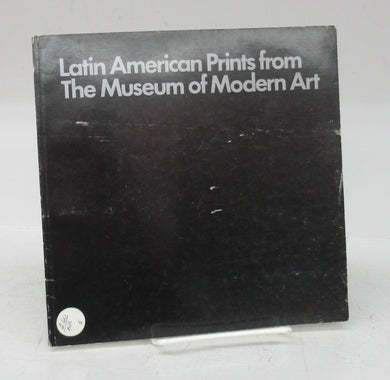 Latin American Prints from
The Museum of Modern Art